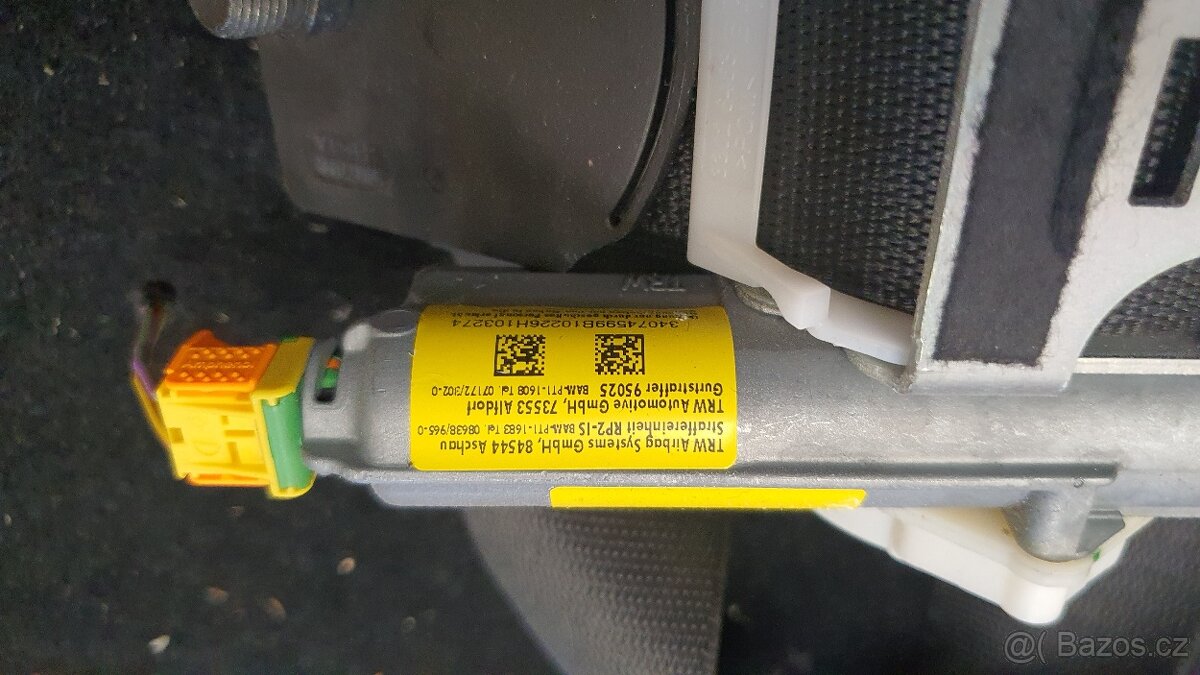 TRW
TRW Airbag Systems GmbH, 84544 Aschau
Straffereinheit RP2-IS BAM-PT1-1683 Tel. 08638/965-0
TRW Automotive GmbH, 73553 Alfdorf
Gurtstraffer 95025 BAM-PT1-1608 Tel. 07172/302-0
34074599B10226H103274
@( Bazos.cz